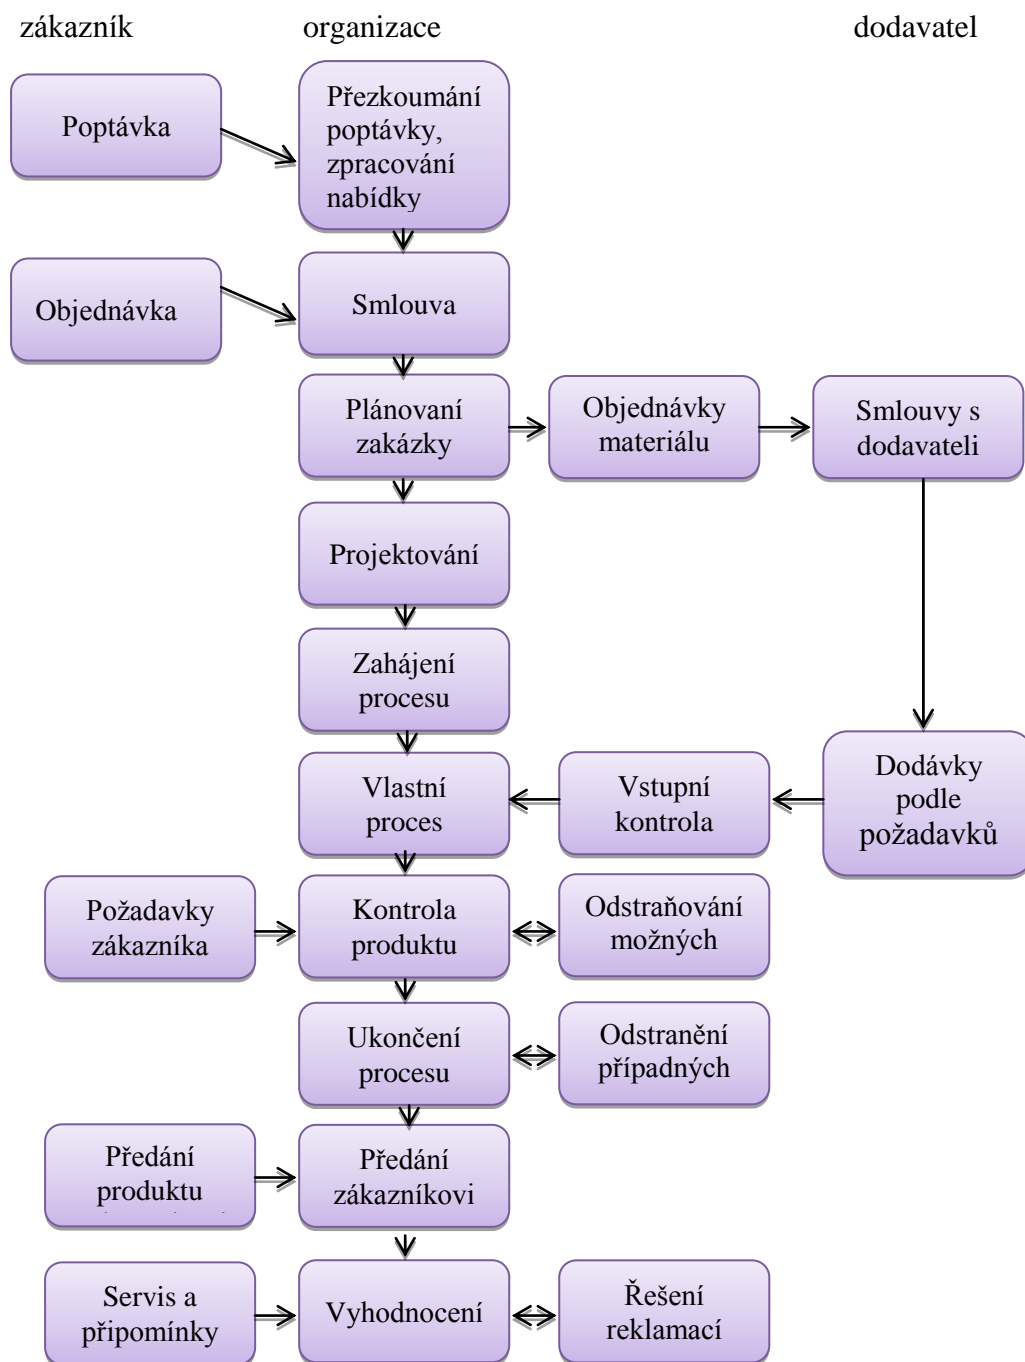 zákazník
organizace
dodavatel
Poptávka
Přezkoumání
poptávky,
zpracování
nabídky
Objednávka
Smlouva
Plánovaní
zakázky
Objednávky
materiálu
Smlouvy s
dodavateli
Projektování
Zahájení
procesu
Vlastní
proces
Vstupní
kontrola
Dodávky
podle
požadavků
Požadavky
zákazníka
Kontrola
produktu
Odstraňování
možných
Ukončení
procesu
Odstranění
případných
Předání
produktu
Předání
zákazníkovi
Servis a
připomínky
Vyhodnocení
Řešení
reklamací